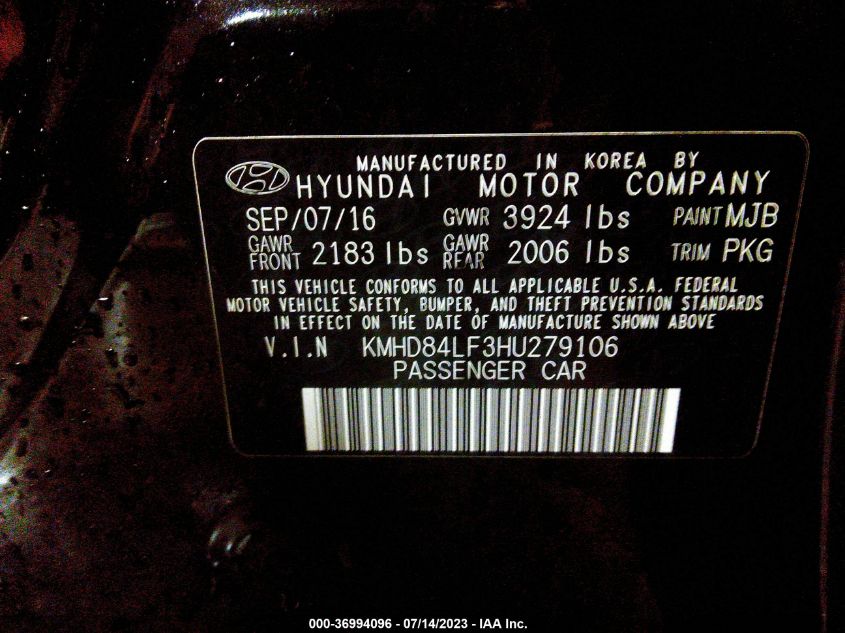 MANUFACTURED IN KOREA BY
HYUNDAI MOTOR COMPANY
SEP/07/16 GVWR 3924 lbs PAINT MJB
GAWR FRONT 2183 lbs GAWR REAR 2006 lbs TRIM PKG
THIS VEHICLE CONFORMS TO ALL APPLICABLE U.S.A. FEDERAL
MOTOR VEHICLE SAFETY, BUMPER, AND THEFT PREVENTION STANDARDS
IN EFFECT ON THE DATE OF MANUFACTURE SHOWN ABOVE
V.I.N KMHD84LF3HU279106
PASSENGER CAR
000-36994096 - 07/14/2023 - IAA Inc.